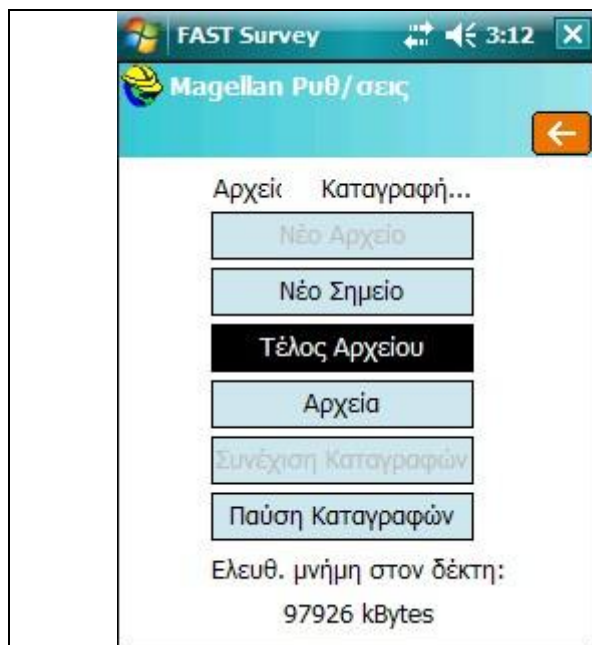 FAST Survey 3:12
Magellan Ρυθ/σεις
Αρχείο Καταγραφή...
Νέο Αρχείο
Νέο Σημείο
Τέλος Αρχείου
Αρχεία
Συνέχιση Καταγραφών
Παύση Καταγραφών
Ελευθ. μνήμη στον δέκτη:
97926 kBytes